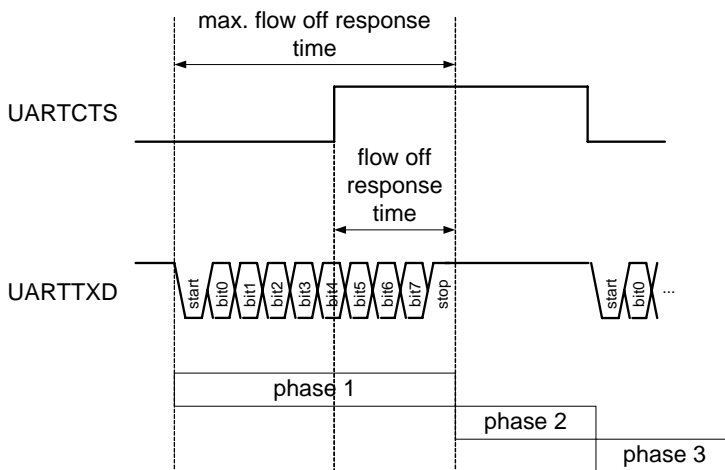 max. flow off response
time
UARTCTS
flow off
response
time
UARTTXD
start bit0 bit1 bit2 bit3 bit4 bit5 bit6 bit7 stop start bit0 ...
phase 1
phase 2
phase 3